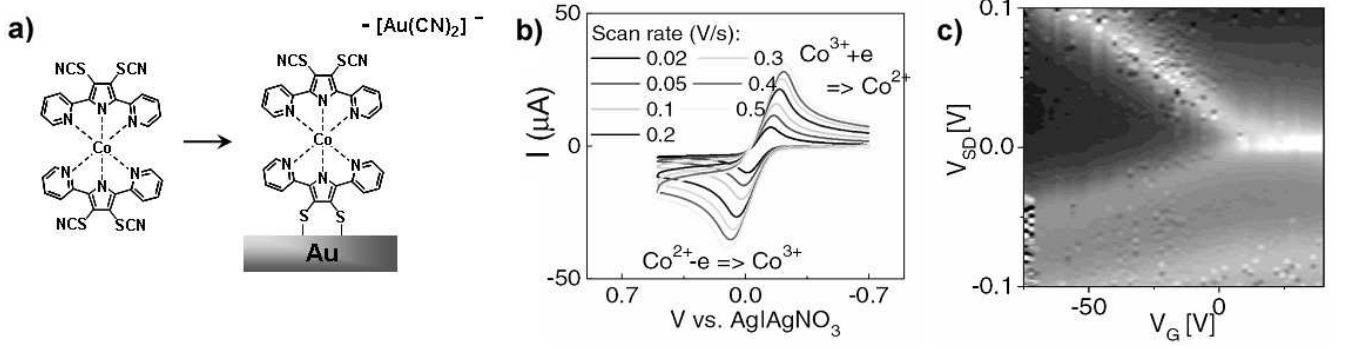 a)
- [Au(CN)₂] ⁻
NCS SCN
N
N N
Co
N N
N
NCS SCN
NCS SCN
N
N N
Co
N N
N
S S
Au
b)
50
0
-50
I (μA)
Scan rate (V/s):
0.02 0.3
0.05 0.4
0.1 0.5
0.2
Co³⁺+e
=> Co²⁺
Co²⁺-e => Co³⁺
0.7 0.0 -0.7
V vs. Ag|AgNO₃
c)
0.1
0.0
-0.1
V_SD [V]
-50 0
V_G [V]